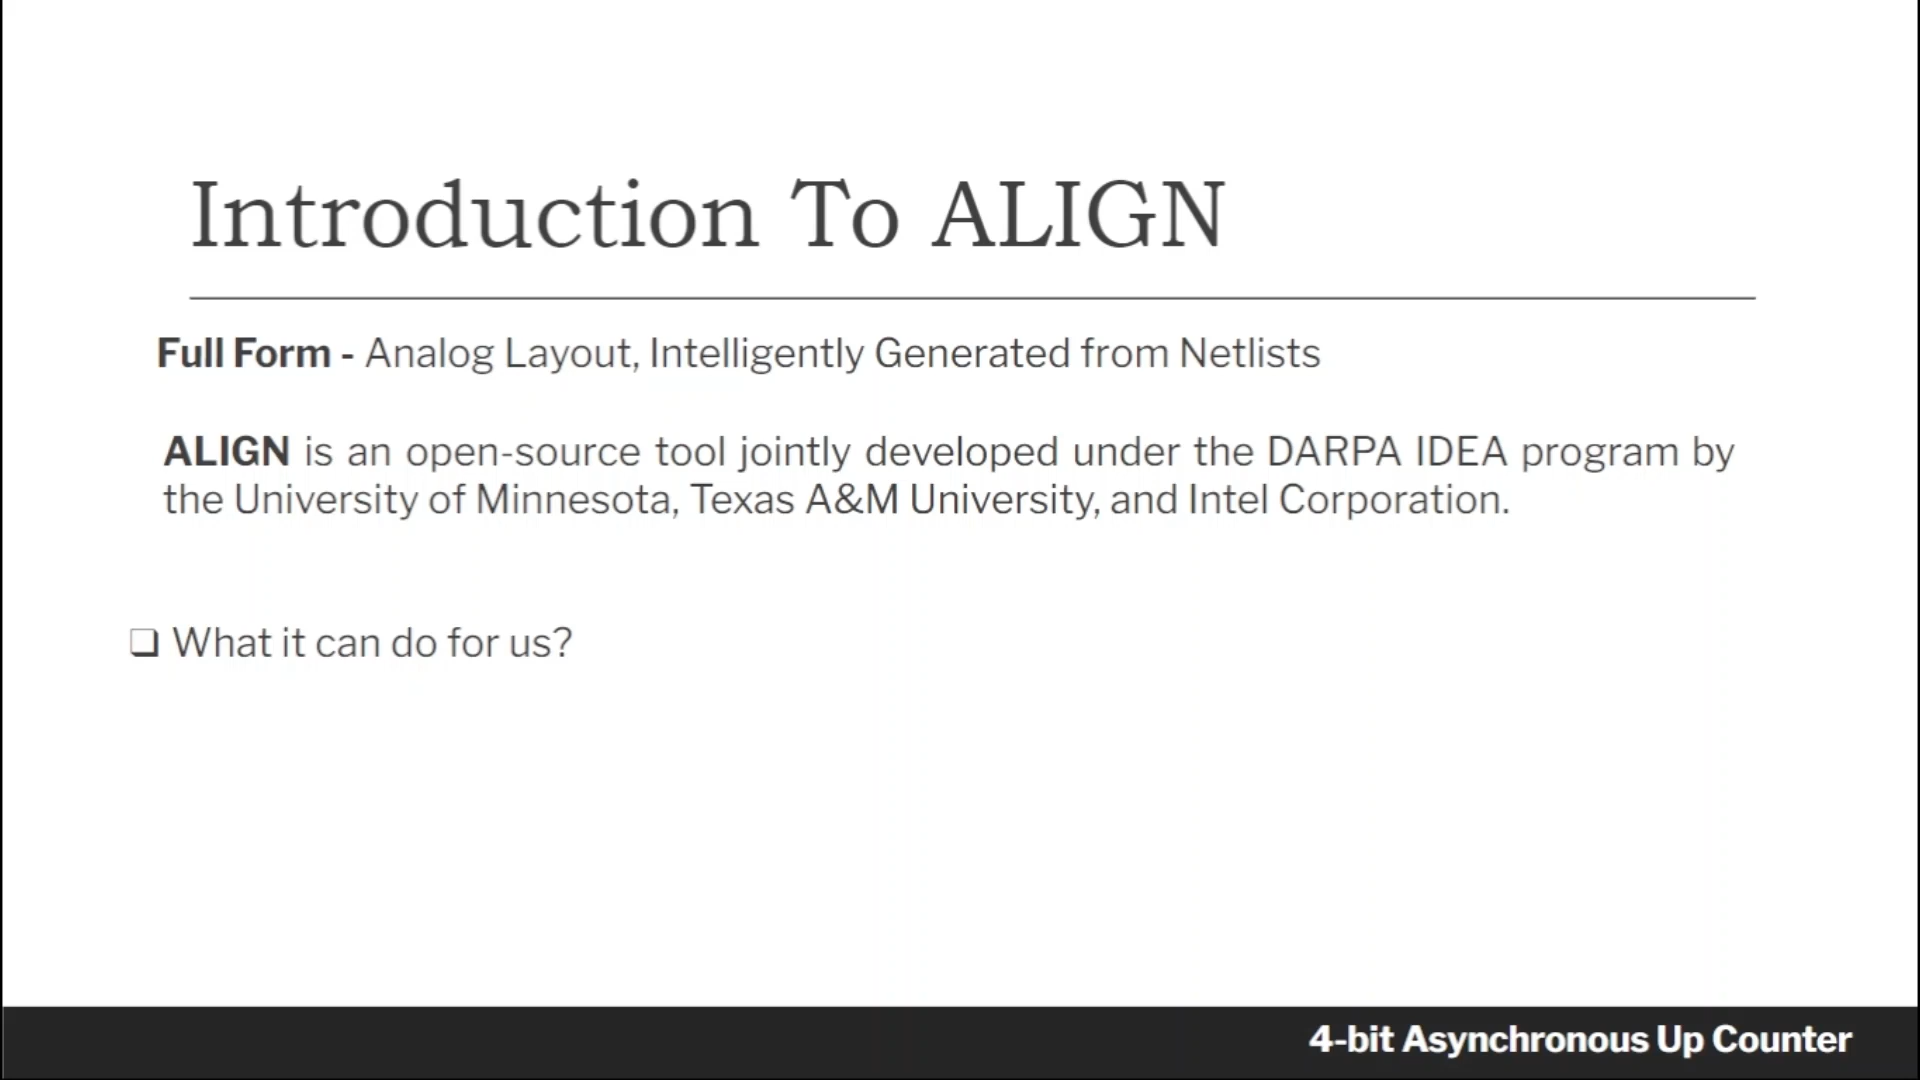 Introduction To ALIGN
Full Form - Analog Layout, Intelligently Generated from Netlists
ALIGN is an open-source tool jointly developed under the DARPA IDEA program by
the University of Minnesota, Texas A&M University, and Intel Corporation.
❑ What it can do for us?
4-bit Asynchronous Up Counter